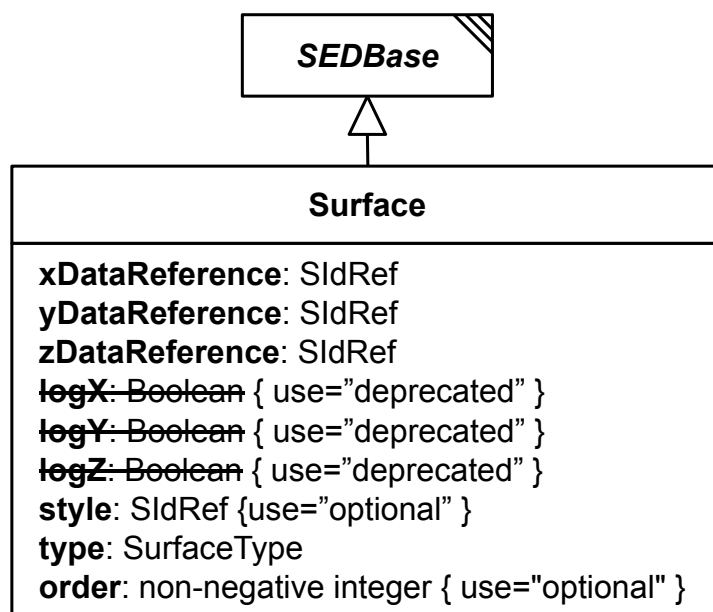 SEDBase
Surface
xDataReference: SIdRef
yDataReference: SIdRef
zDataReference: SIdRef
logX: Boolean { use=”deprecated” }
logY: Boolean { use=”deprecated” }
logZ: Boolean { use=”deprecated” }
style: SIdRef {use=”optional” }
type: SurfaceType
order: non-negative integer { use="optional" }